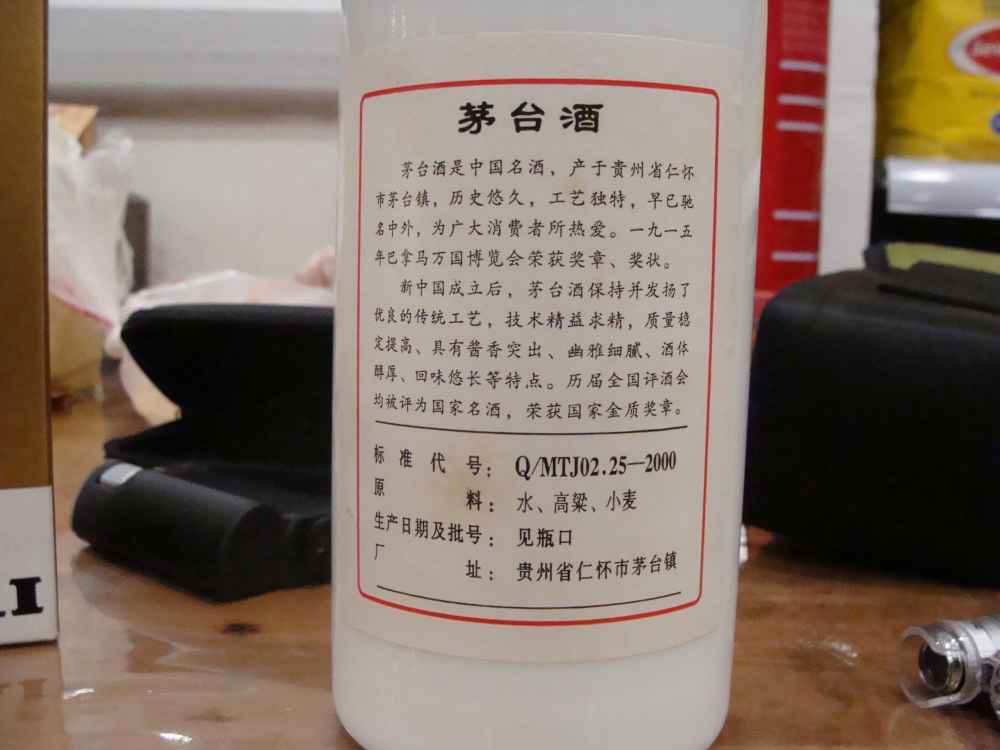 茅台酒
茅台酒是中国名酒，产于贵州省仁怀
市茅台镇，历史悠久，工艺独特，早已驰
名中外，为广大消费者所热爱。一九一五
年巴拿马万国博览会荣获奖章、奖状。
新中国成立后，茅台酒保持并发扬了
优良的传统工艺，技术精益求精，质量稳
定提高、具有酱香突出、幽雅细腻、酒体
醇厚、回味悠长等特点。历届全国评酒会
均被评为国家名酒，荣获国家金质奖章。
标准代号：Q/MTJ02.25—2000
原料：水、高粱、小麦
生产日期及批号：见瓶口
厂址：贵州省仁怀市茅台镇